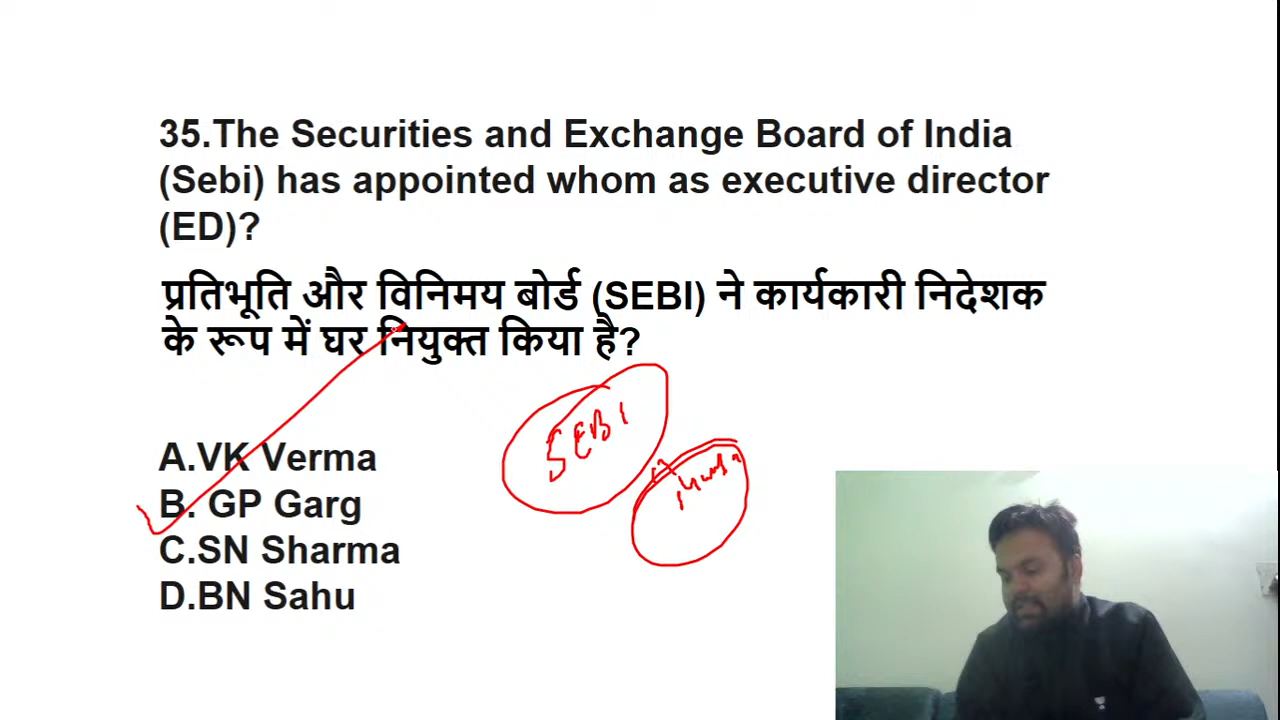 35.The Securities and Exchange Board of India
(Sebi) has appointed whom as executive director
(ED)?
प्रतिभूति और विनिमय बोर्ड (SEBI) ने कार्यकारी निदेशक
के रूप में घर नियुक्त किया है?
SEBI
A.VK Verma
B. GP Garg
C.SN Sharma
D.BN Sahu